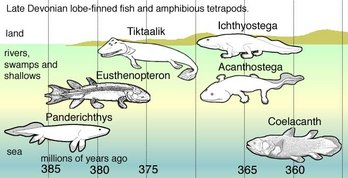 Late Devonian lobe-finned fish and amphibious tetrapods.
land
Tiktaalik
Ichthyostega
rivers,
swamps and
shallows
Eusthenopteron
Acanthostega
Panderichthys
Coelacanth
sea
millions of years ago
385 380 375 365 360